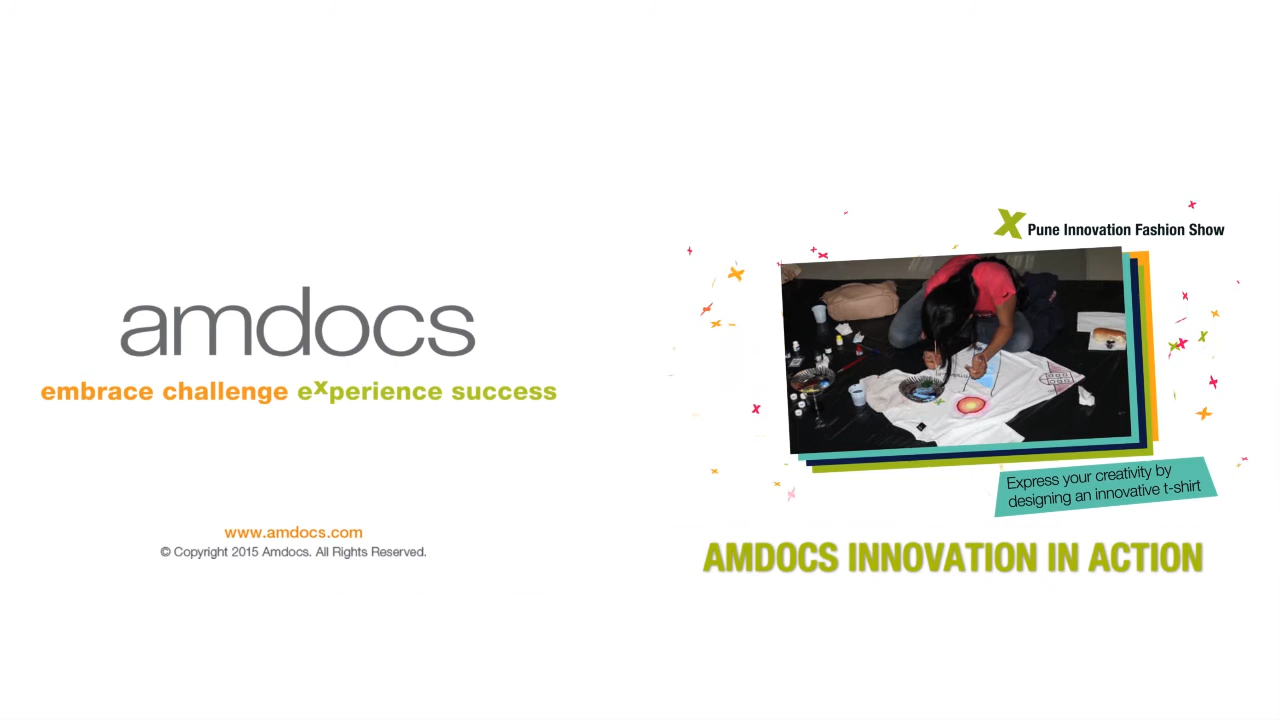 amdocs
embrace challenge experience success
www.amdocs.com
© Copyright 2015 Amdocs. All Rights Reserved.
Pune Innovation Fashion Show
Express your creativity by
designing an innovative t-shirt
AMDOCS INNOVATION IN ACTION